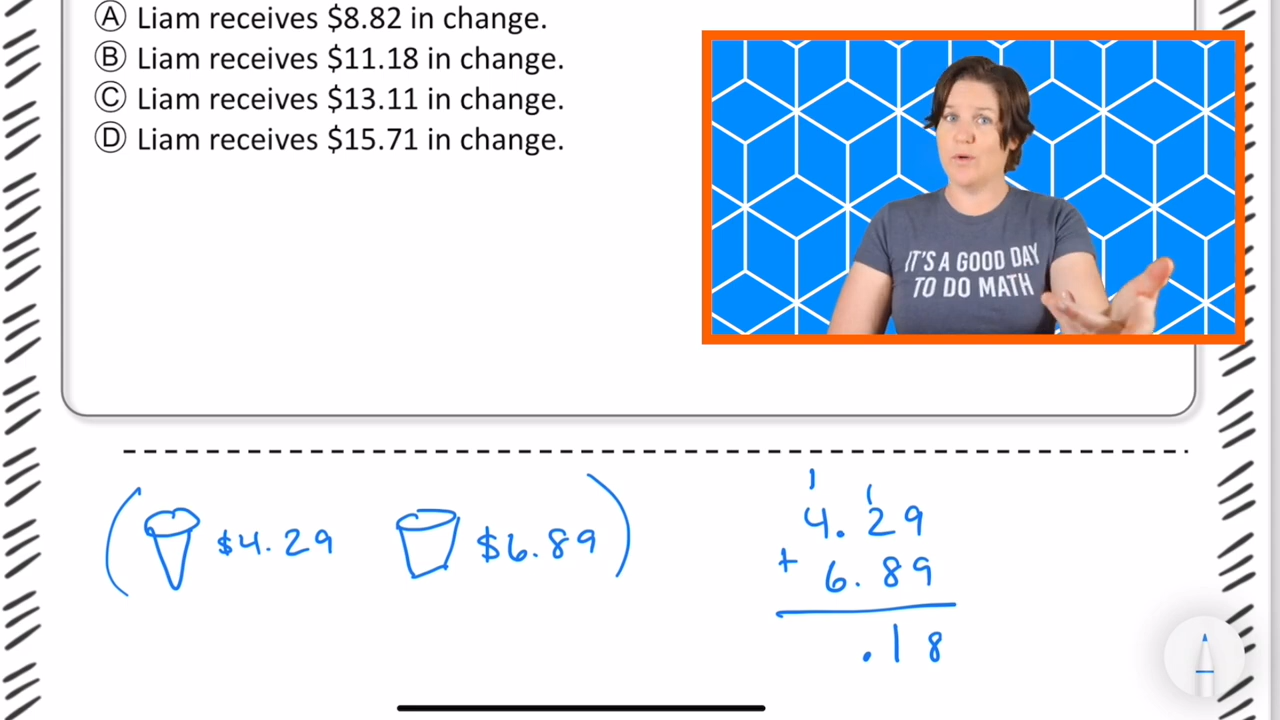 Ⓐ Liam receives $8.82 in change.
Ⓑ Liam receives $11.18 in change.
Ⓒ Liam receives $13.11 in change.
Ⓓ Liam receives $15.71 in change.
IT'S A GOOD DAY
TO DO MATH
( $4.29 $6.89 )
1 1
4.29
+ 6.89
.18